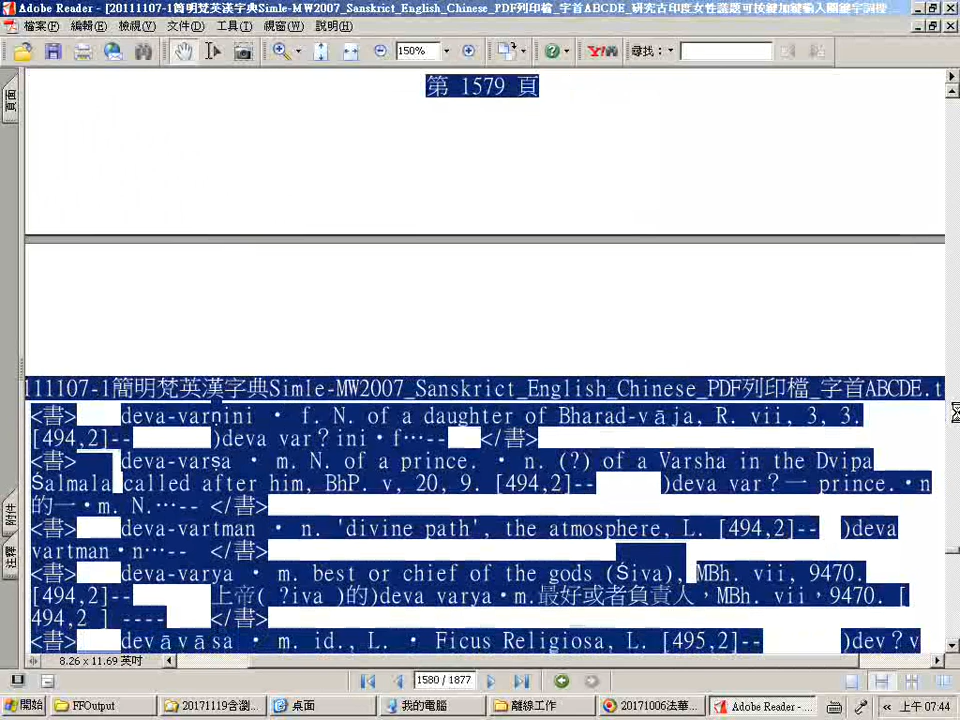 Adobe Reader - [20111107-1簡明梵英漢字典Simle-MW2007_Sanskrict_English_Chinese_PDF列印檔_字首ABCDE_研究古印度女性議題可按鍵加鍵輸入關鍵字詞搜
檔案(F) 編輯(E) 檢視(V) 文件(D) 工具(T) 視窗(W) 說明(H)
150% 尋找:
頁面
第 1579 頁
111107-1簡明梵英漢字典Simle-MW2007_Sanskrict_English_Chinese_PDF列印檔_字首ABCDE.t
<書> deva-varṇini · f. N. of a daughter of Bharad-vāja, R. vii, 3, 3.
[494,2]-- )deva var?ini·f…-- </書>
<書> deva-varṣa · m. N. of a prince. · n. (?) of a Varsha in the Dvipa
Śalmala called after him, BhP. v, 20, 9. [494,2]-- )deva var?一 prince.·n
的一·m. N.…-- </書>
<書> deva-vartman · n. 'divine path', the atmosphere, L. [494,2]-- )deva
vartman·n…-- </書>
<書> deva-varya · m. best or chief of the gods (Śiva), MBh. vii, 9470.
[494,2]-- 上帝( ?iva )的)deva varya·m.最好或者負責人，MBh. vii，9470. [
494,2 ] ---- </書>
<書> devāvāsa · m. id., L. · Ficus Religiosa, L. [495,2]-- )dev?v
附件
注釋
8.26 x 11.69 英吋
1580 / 1877
開始 FFOutput 20171119含瀏... 桌面 我的電腦 離線工作 20171006法華... Adobe Reader - ... 上午 07:44